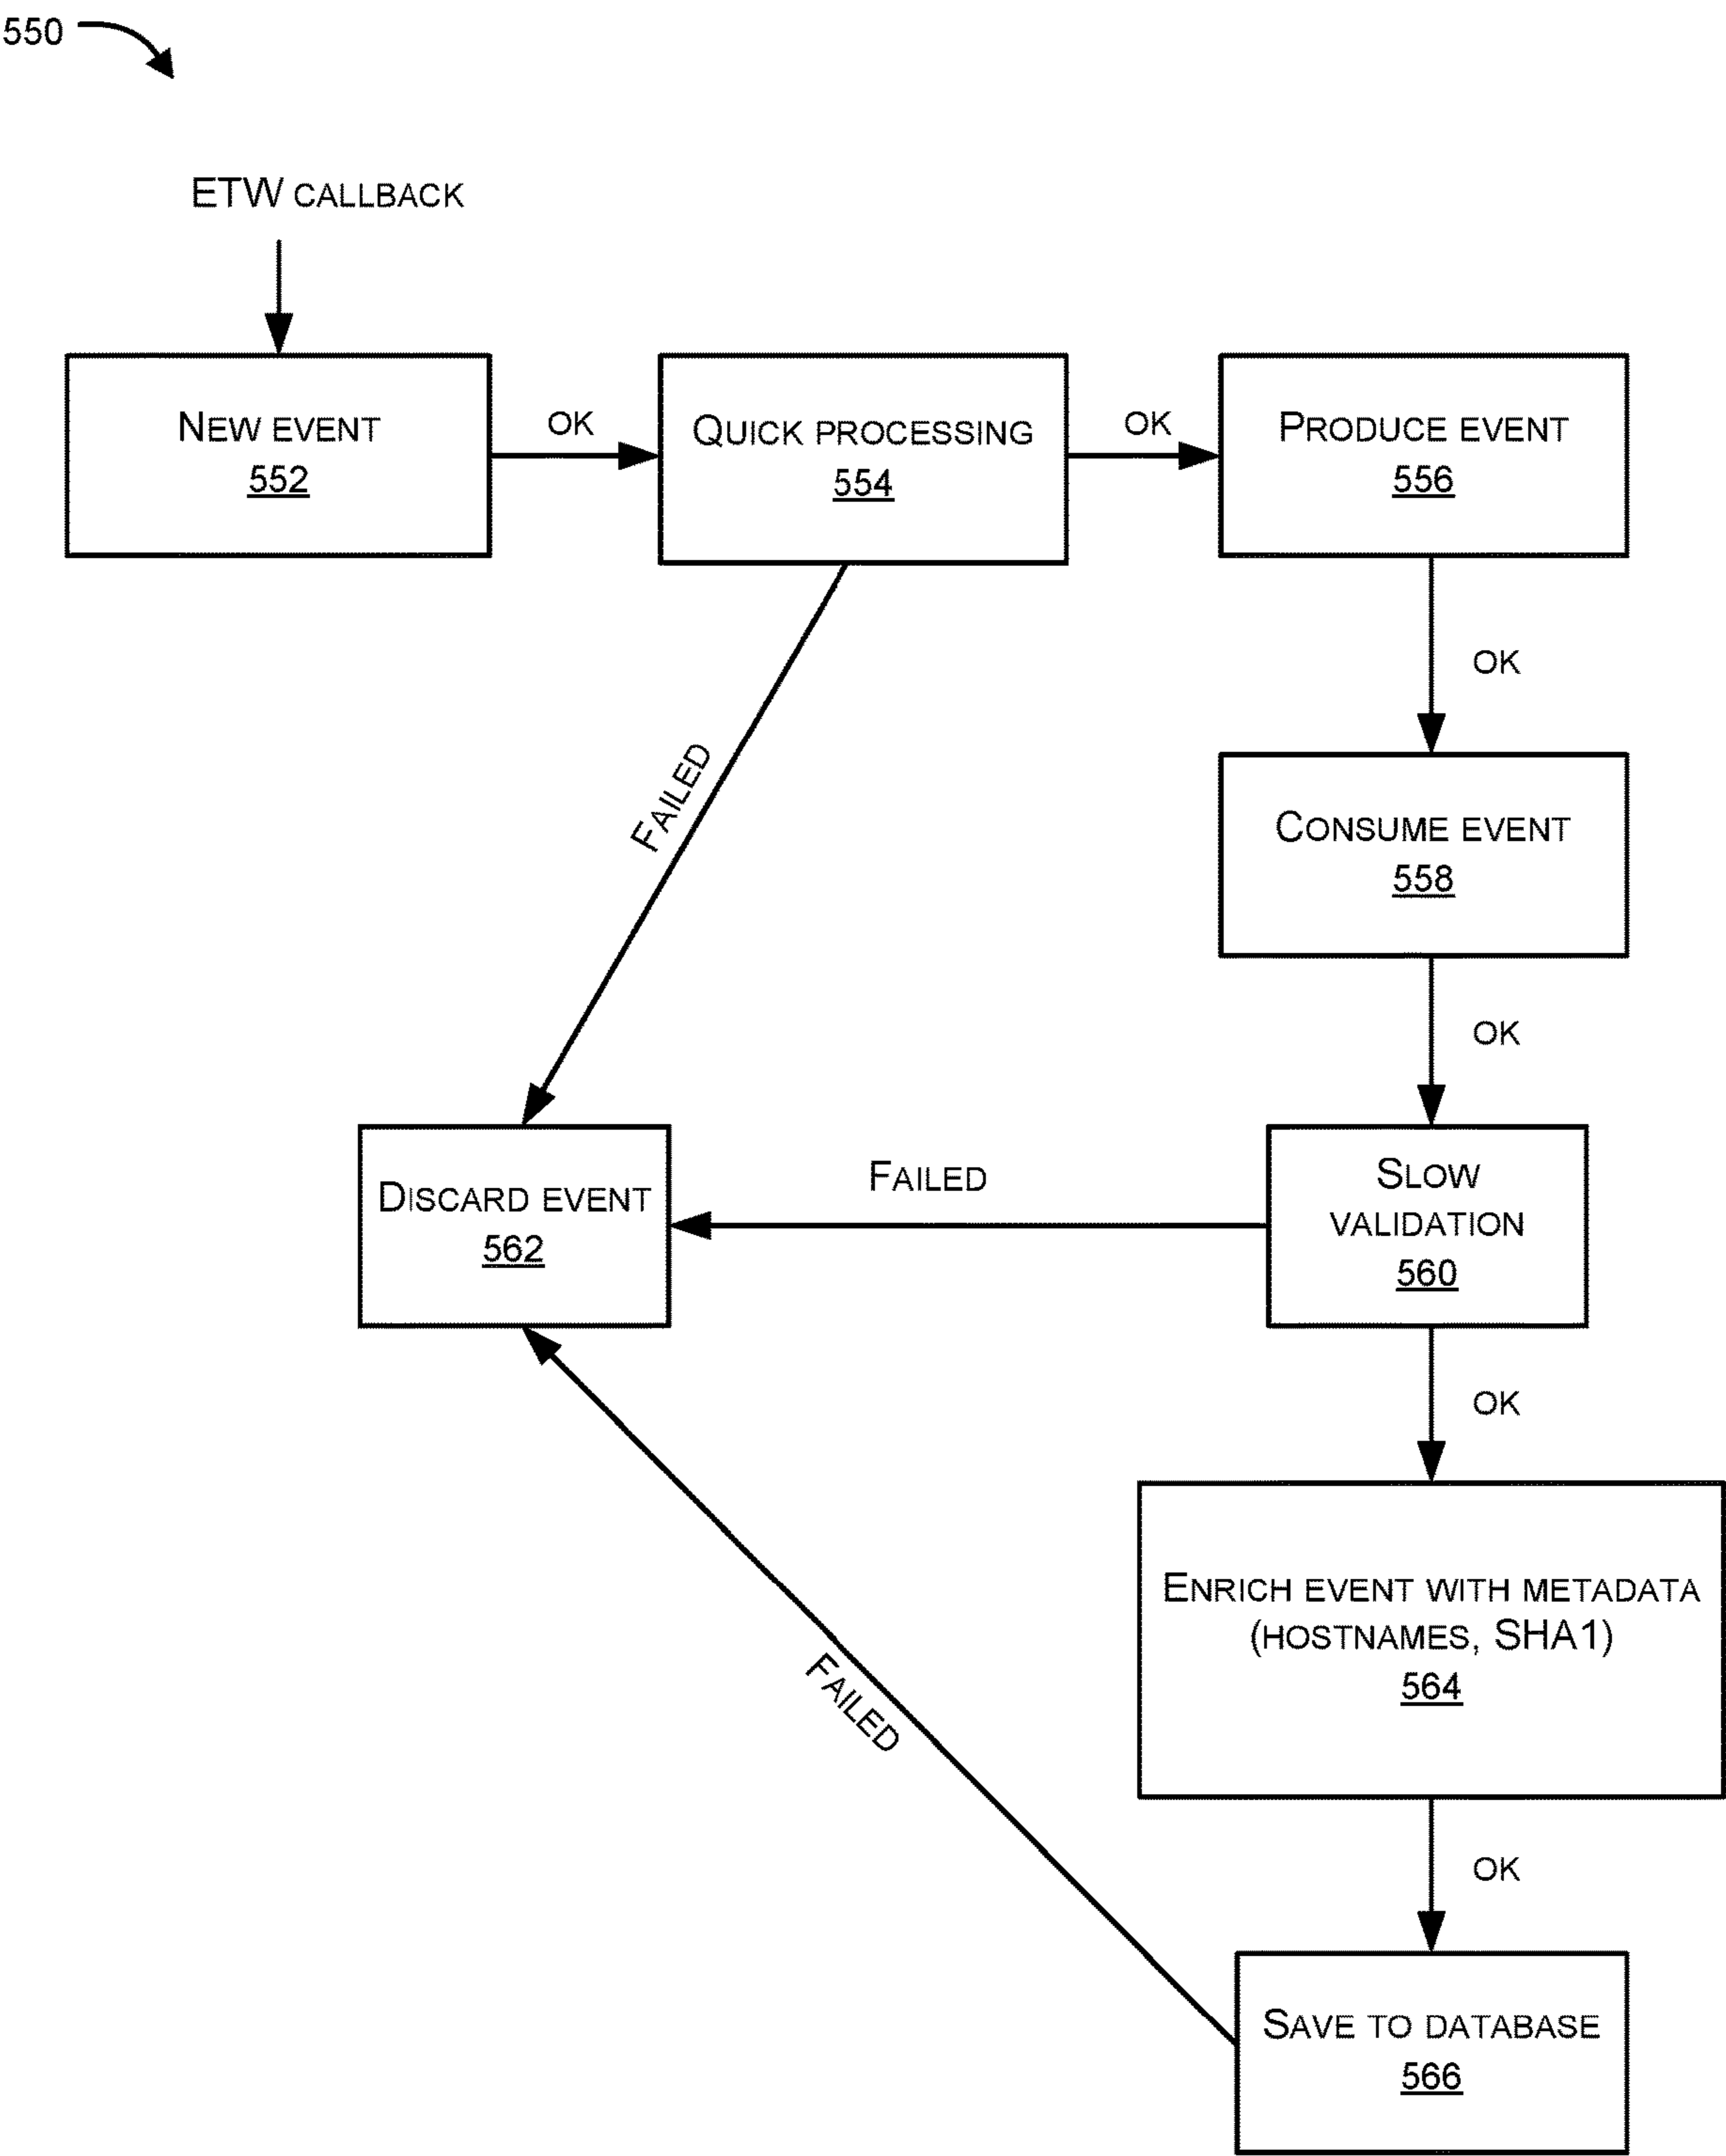 550
ETW CALLBACK
NEW EVENT
552
OK
QUICK PROCESSING
554
OK
PRODUCE EVENT
556
OK
CONSUME EVENT
558
OK
FAILED
DISCARD EVENT
562
FAILED
SLOW
VALIDATION
560
OK
ENRICH EVENT WITH METADATA
(HOSTNAMES, SHA1)
564
FAILED
OK
SAVE TO DATABASE
566